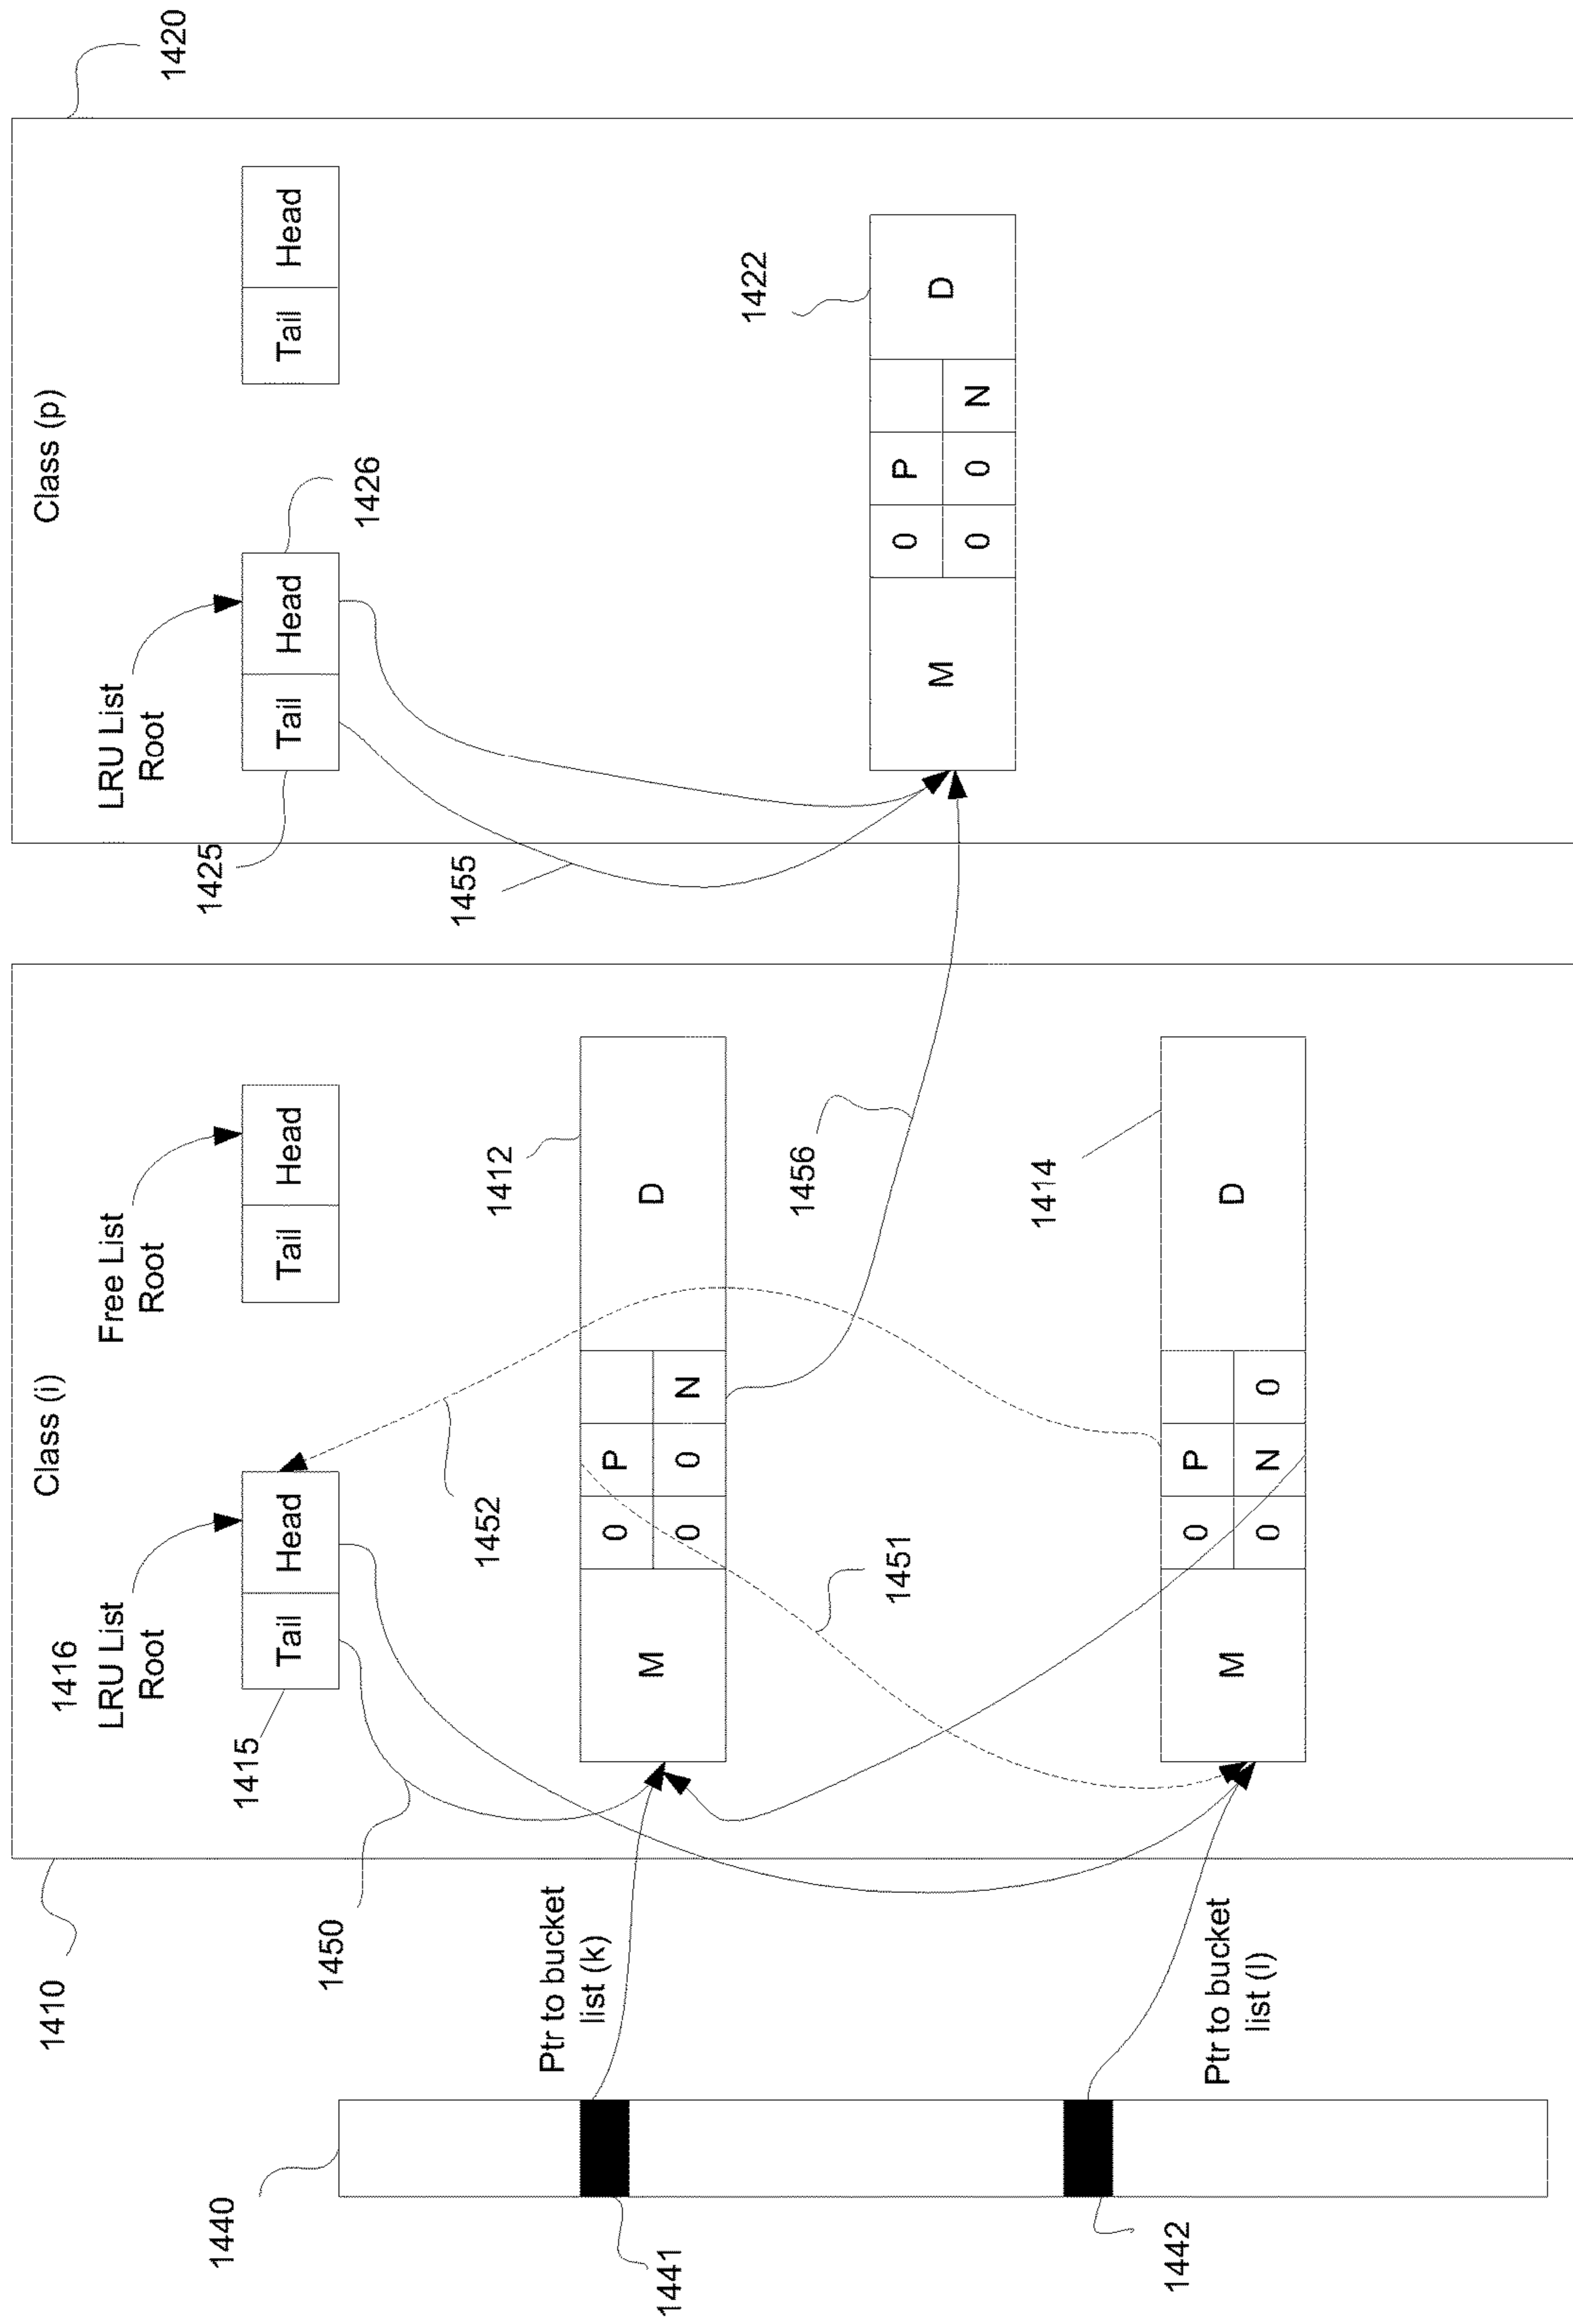 1410
Class (i)
Class (p)
1420
1416
LRU List
Root
Free List
Root
LRU List
Root
1415
Tail
Head
Tail
Head
1425
Tail
Head
Tail
Head
1426
1450
1452
1455
1440
1441
Ptr to bucket
list (k)
1412
M
0
P
0
0
N
D
1456
1451
1422
M
0
P
0
0
N
D
1414
1442
Ptr to bucket
list (l)
M
0
P
0
N
0
D